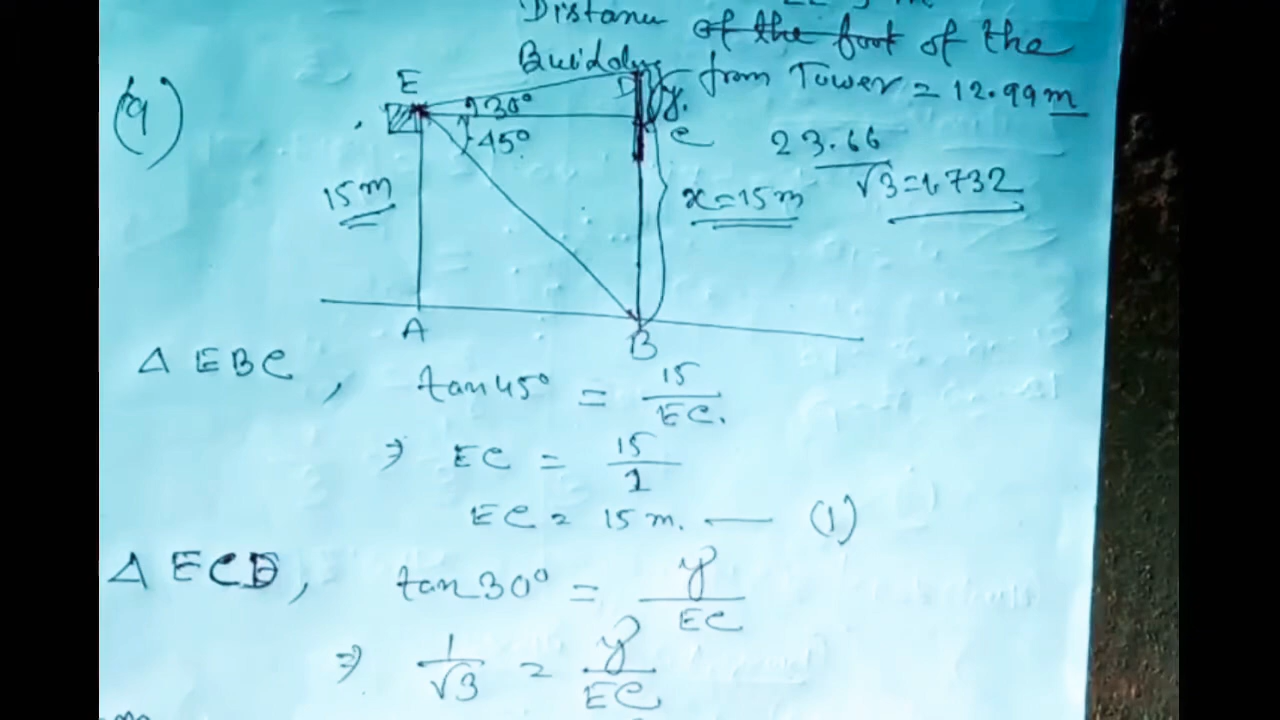 Distance of the foot of the
Building from Tower = 12.99m
(9)
E
D
y.
30°
45°
c
23.66
√3=1.732
15m
x=15m
A
B
△ EBC, tan45° = 15/EC.
⇒ EC = 15/1
EC = 15m. — (1)
△ ECD, tan30° = y/EC
⇒ 1/√3 = y/EC